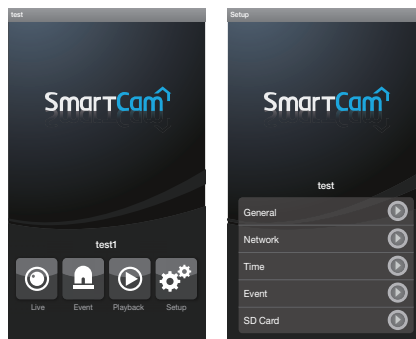 test
SmartCam
test1
Live
Event
Playback
Setup
Setup
SmartCam
test
General
Network
Time
Event
SD Card